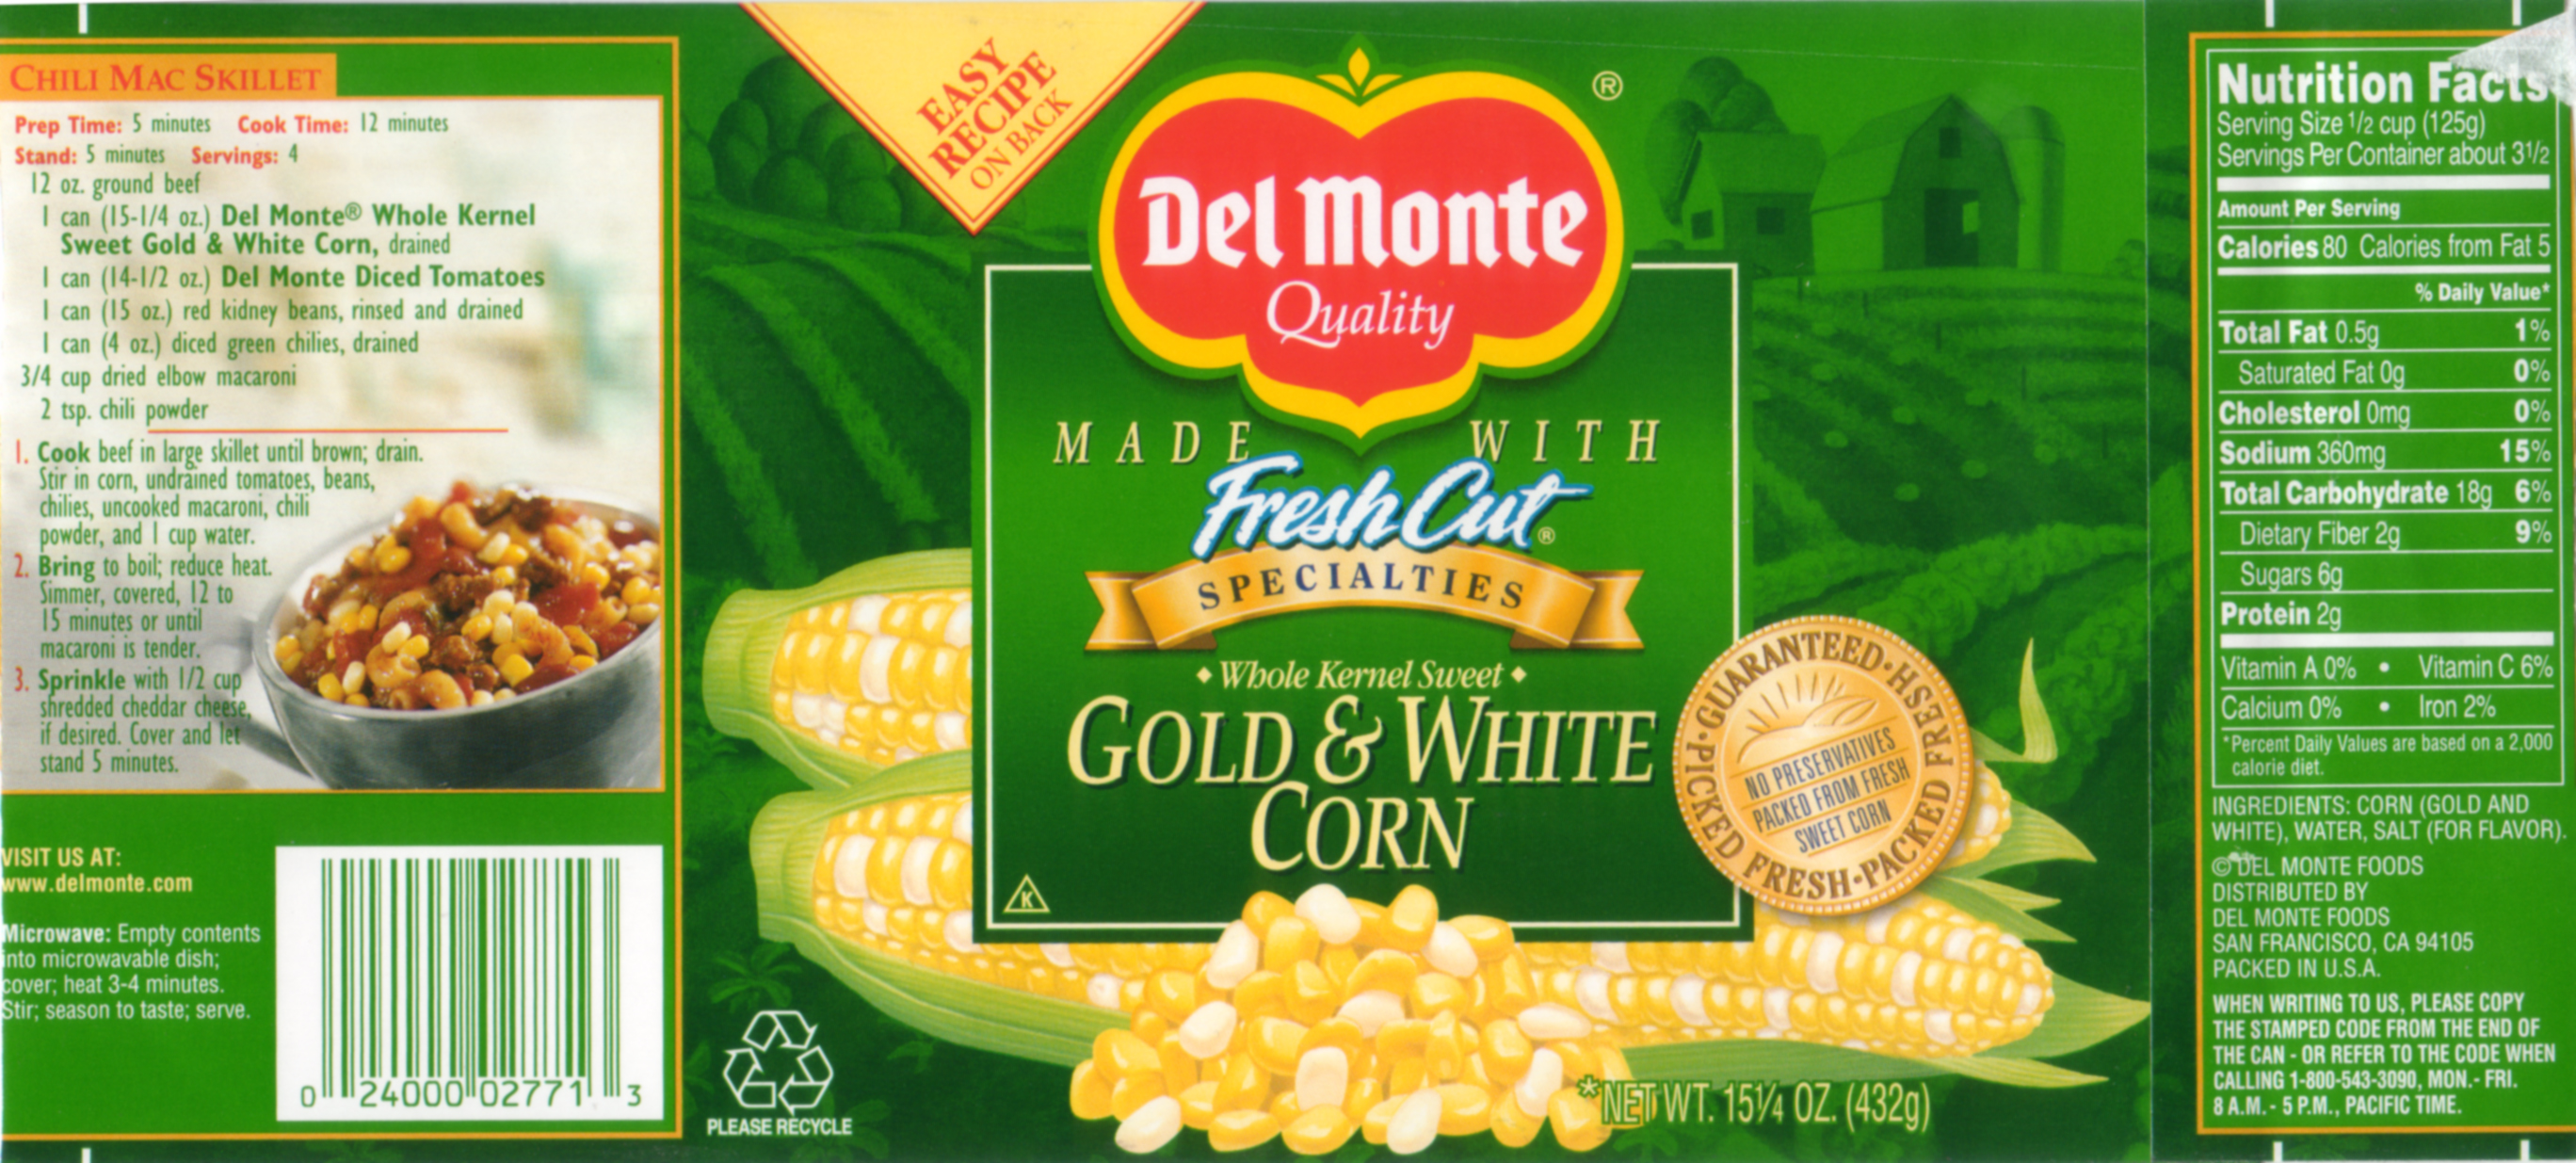 CHILI MAC SKILLET
Prep Time: 5 minutes Cook Time: 12 minutes
Stand: 5 minutes Servings: 4
12 oz. ground beef
1 can (15-1/4 oz.) Del Monte® Whole Kernel
Sweet Gold & White Corn, drained
1 can (14-1/2 oz.) Del Monte Diced Tomatoes
1 can (15 oz.) red kidney beans, rinsed and drained
1 can (4 oz.) diced green chilies, drained
3/4 cup dried elbow macaroni
2 tsp. chili powder
1. Cook beef in large skillet until brown; drain.
Stir in corn, undrained tomatoes, beans,
chilies, uncooked macaroni, chili
powder, and 1 cup water.
2. Bring to boil; reduce heat.
Simmer, covered, 12 to
15 minutes or until
macaroni is tender.
3. Sprinkle with 1/2 cup
shredded cheddar cheese,
if desired. Cover and let
stand 5 minutes.
VISIT US AT:
www.delmonte.com
Microwave: Empty contents
into microwavable dish;
cover; heat 3-4 minutes.
Stir; season to taste; serve.
0 24000 02771 3
EASY
RECIPE
ON BACK
®
Del Monte
Quality
MADE WITH
Fresh Cut®
SPECIALTIES
Whole Kernel Sweet
GOLD & WHITE
CORN
K
PICKED FRESH•PACKED FRESH•GUARANTEED•
NO PRESERVATIVES
PACKED FROM FRESH
SWEET CORN
PLEASE RECYCLE
*NET WT. 15¼ OZ. (432g)
Nutrition Facts
Serving Size 1/2 cup (125g)
Servings Per Container about 31/2
Amount Per Serving
Calories 80 Calories from Fat 5
% Daily Value*
Total Fat 0.5g 1%
Saturated Fat 0g 0%
Cholesterol 0mg 0%
Sodium 360mg 15%
Total Carbohydrate 18g 6%
Dietary Fiber 2g 9%
Sugars 6g
Protein 2g
Vitamin A 0% • Vitamin C 6%
Calcium 0% • Iron 2%
*Percent Daily Values are based on a 2,000
calorie diet.
INGREDIENTS: CORN (GOLD AND
WHITE), WATER, SALT (FOR FLAVOR).
© DEL MONTE FOODS
DISTRIBUTED BY
DEL MONTE FOODS
SAN FRANCISCO, CA 94105
PACKED IN U.S.A.
WHEN WRITING TO US, PLEASE COPY
THE STAMPED CODE FROM THE END OF
THE CAN - OR REFER TO THE CODE WHEN
CALLING 1-800-543-3090, MON.- FRI.
8 A.M. - 5 P.M., PACIFIC TIME.